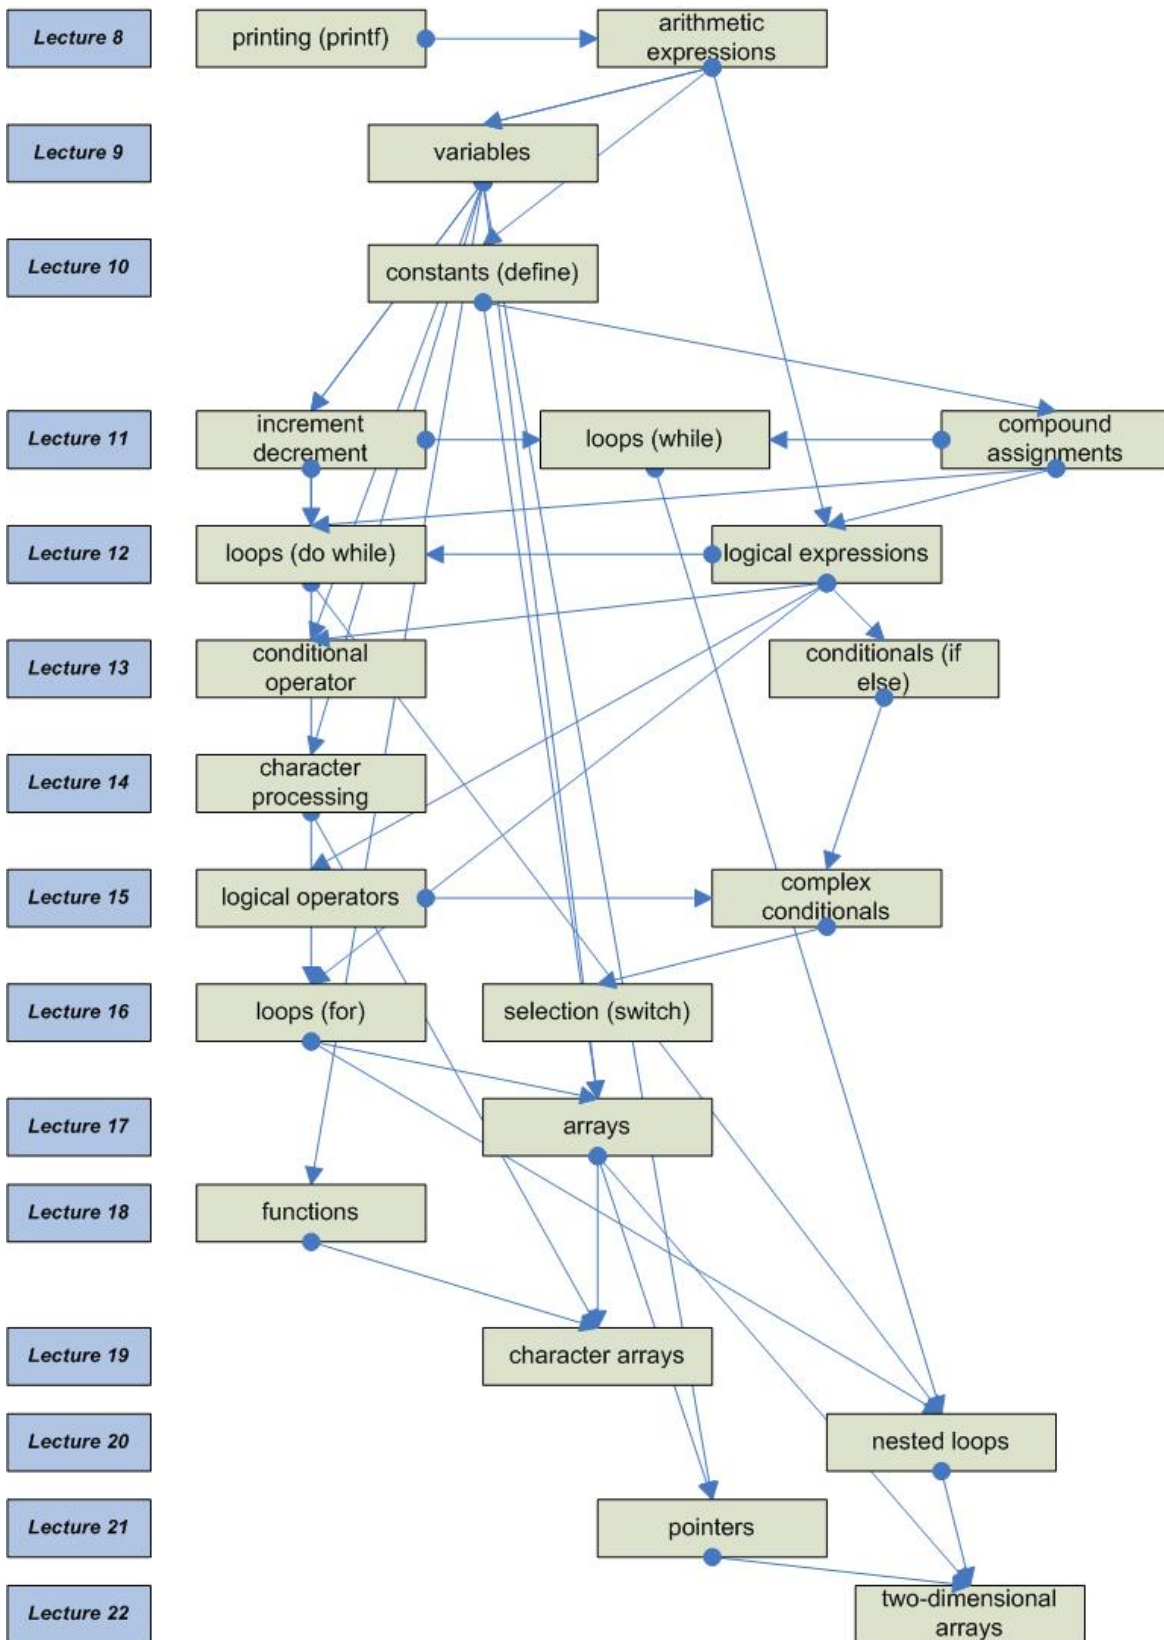 Lecture 8
printing (printf)
arithmetic
expressions
Lecture 9
variables
Lecture 10
constants (define)
Lecture 11
increment
decrement
loops (while)
compound
assignments
Lecture 12
loops (do while)
logical expressions
Lecture 13
conditional
operator
conditionals (if
else)
Lecture 14
character
processing
Lecture 15
logical operators
complex
conditionals
Lecture 16
loops (for)
selection (switch)
Lecture 17
arrays
Lecture 18
functions
Lecture 19
character arrays
Lecture 20
nested loops
Lecture 21
pointers
Lecture 22
two-dimensional
arrays